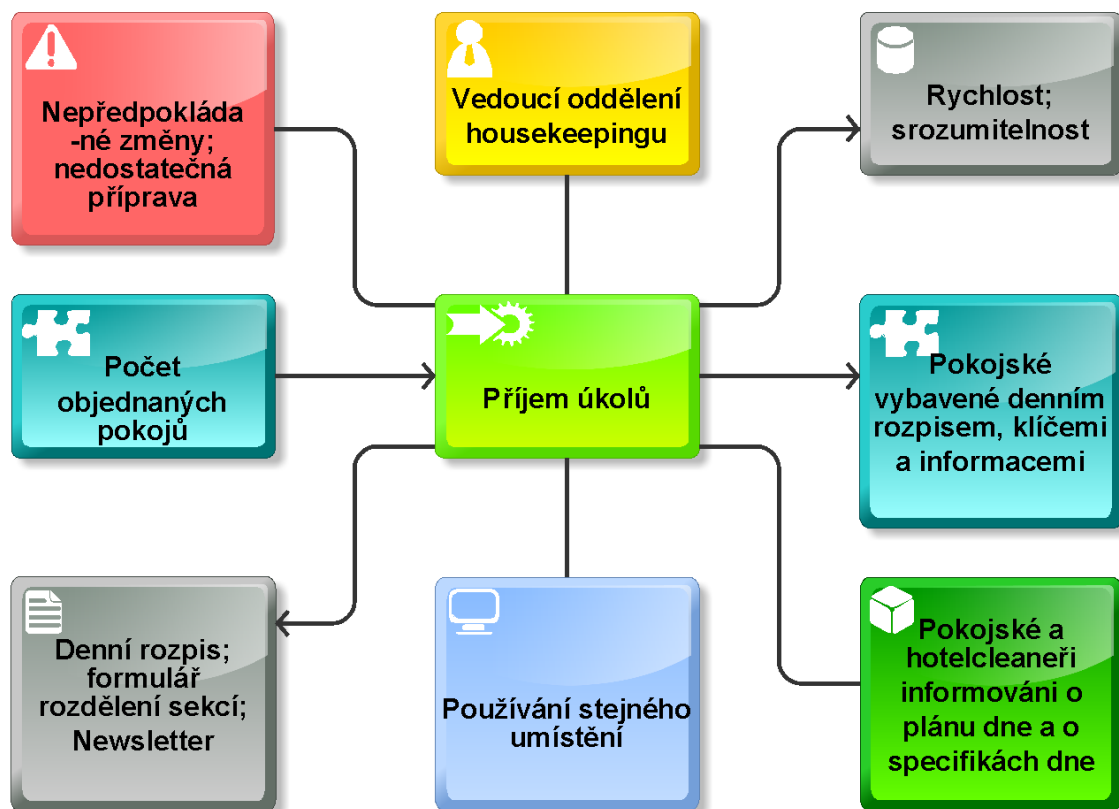 Nepředpokláda
-né změny;
nedostatečná
příprava
Vedoucí oddělení
housekeepingu
Rychlost;
srozumitelnost
Počet
objednaných
pokojů
Příjem úkolů
Pokojské
vybavené denním
rozpisem, klíčemi
a informacemi
Denní rozpis;
formulář
rozdělení sekcí;
Newsletter
Používání stejného
umístění
Pokojské a
hotelcleaneři
informováni o
plánu dne a o
specifikách dne